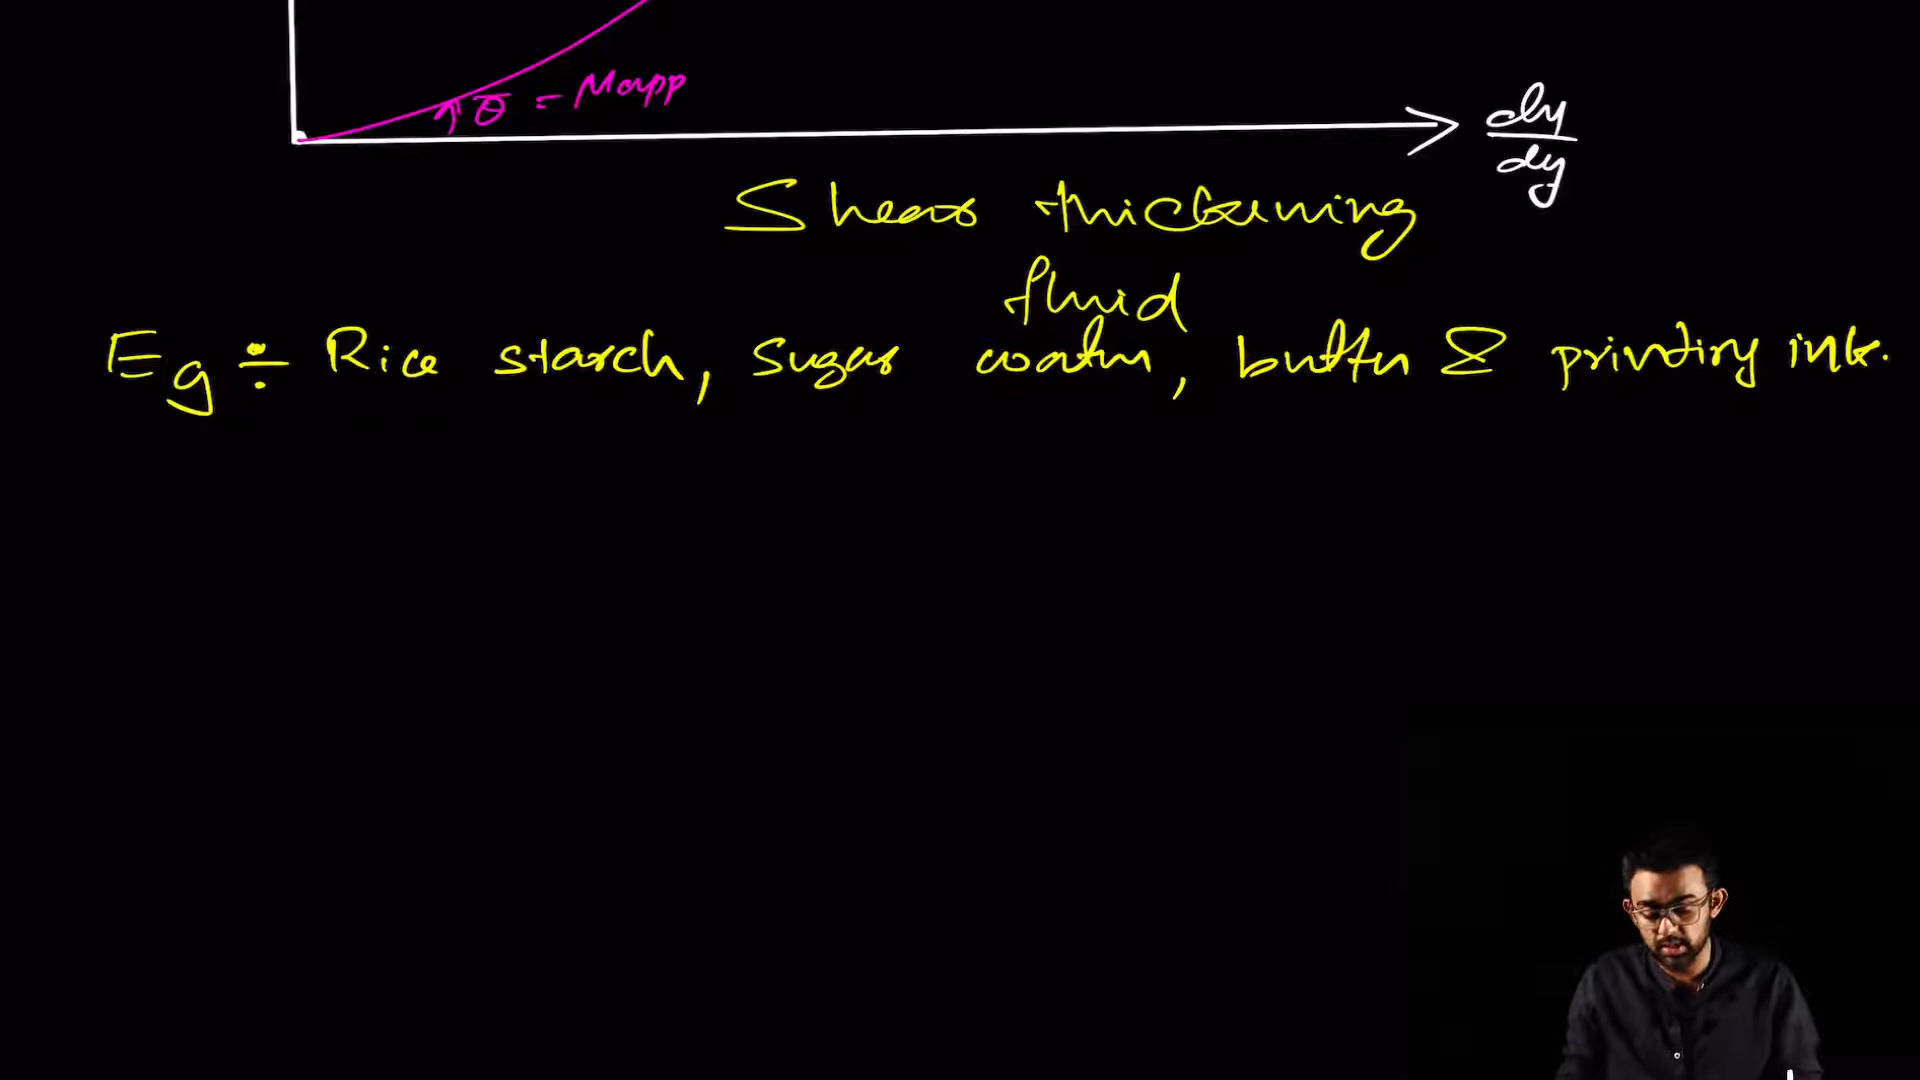 θ = μapp
du/dy
Shear thickening
fluid
Eg ÷ Rice starch, sugar water, butter & printing ink.